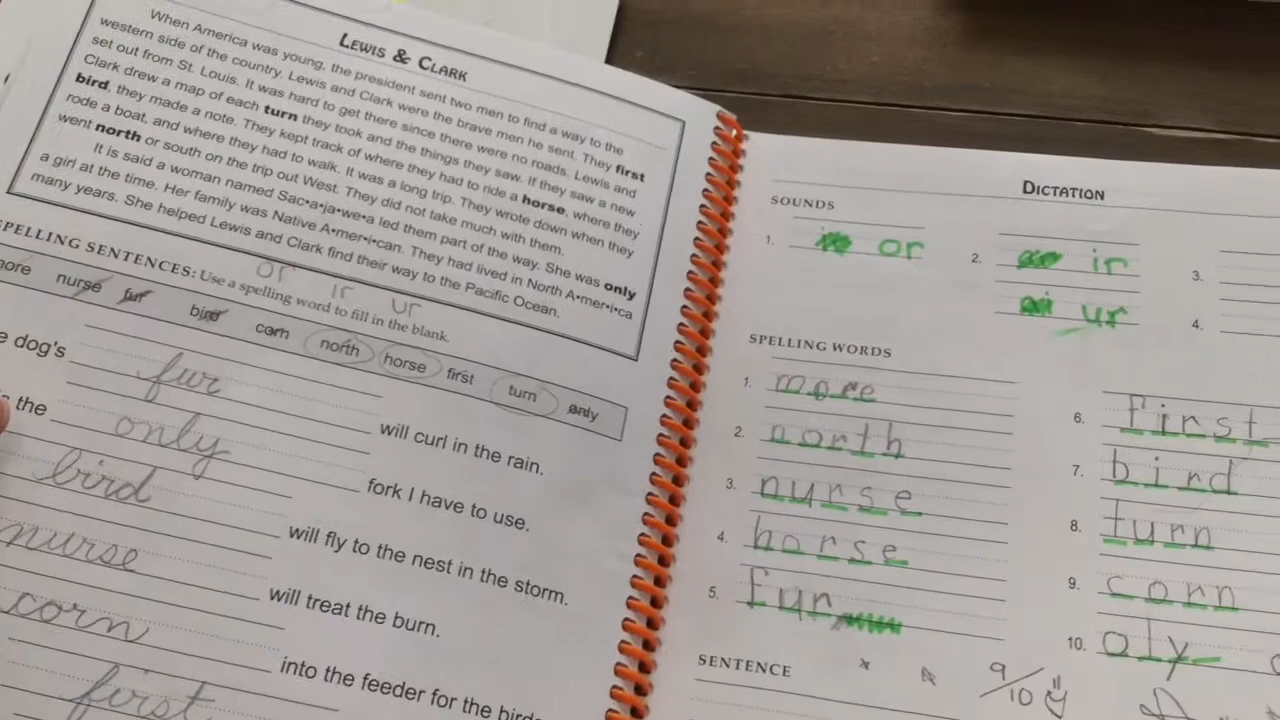 LEWIS & CLARK
When America was young, the president sent two men to find a way to the
western side of the country. Lewis and Clark were the brave men he sent. They first
set out from St. Louis. It was hard to get there since there were no roads. Lewis and
Clark drew a map of each turn they took and the things they saw. If they saw a new
bird, they made a note. They kept track of where they had to ride a horse, where they
rode a boat, and where they had to walk. It was a long trip. They wrote down when they
went north or south on the trip out West. They did not take much with them.
It is said a woman named Sac•a•ja•we•a led them part of the way. She was only
a girl at the time. Her family was Native A•mer•i•can. They had lived in North A•mer•i•ca
many years. She helped Lewis and Clark find their way to the Pacific Ocean.
or ir ur
SPELLING SENTENCES: Use a spelling word to fill in the blank.
more nurse fur bird corn north horse first turn only
dog's fur will curl in the rain.
the only fork I have to use.
bird will fly to the nest in the storm.
nurse will treat the burn.
corn into the feeder for the
first
DICTATION
SOUNDS
1. or
2. ir
ur
3.
4.
SPELLING WORDS
1. more
2. north
3. nurse
4. horse
5. fur
6. first
7. bird
8. turn
9. corn
10. oly
SENTENCE
9/10